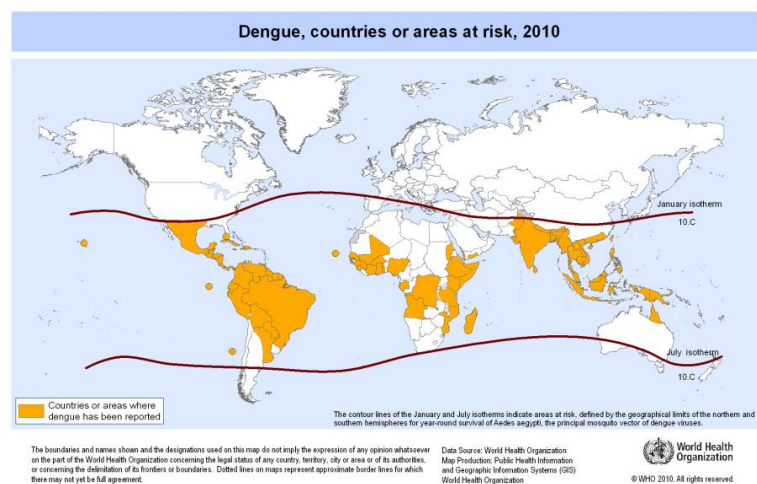 Dengue, countries or areas at risk, 2010
January isotherm
10.C
July isotherm
10.C
Countries or areas where
dengue has been reported
The contour lines of the January and July isotherms indicate areas at risk, defined by the geographical limits of the northern and
southern hemispheres for year-round survival of Aedes aegypti, the principal mosquito vector of dengue viruses.
The boundaries and names shown and the designations used on this map do not imply the expression of any opinion whatsoever
on the part of the World Health Organization concerning the legal status of any country, territory, city or area or of its authorities,
or concerning the delimitation of its frontiers or boundaries. Dotted lines on maps represent approximate border lines for which
there may not yet be full agreement.
Data Source: World Health Organization
Map Production: Public Health Information
and Geographic Information Systems (GIS)
World Health Organization
World Health
Organization
© WHO 2010. All rights reserved.